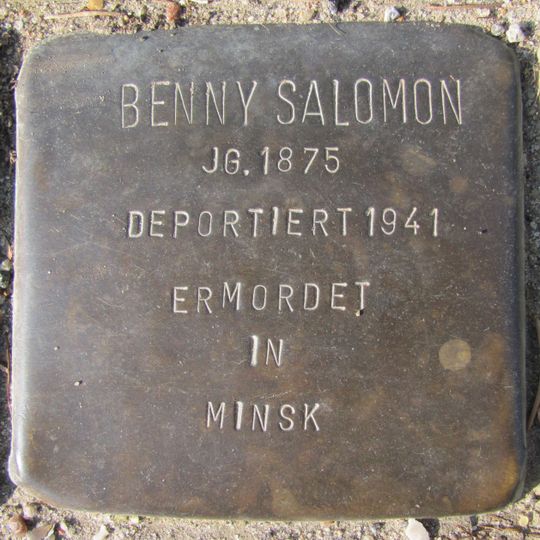 BENNY SALOMON
JG. 1875
DEPORTIERT 1941
ERMORDET
IN
MINSK